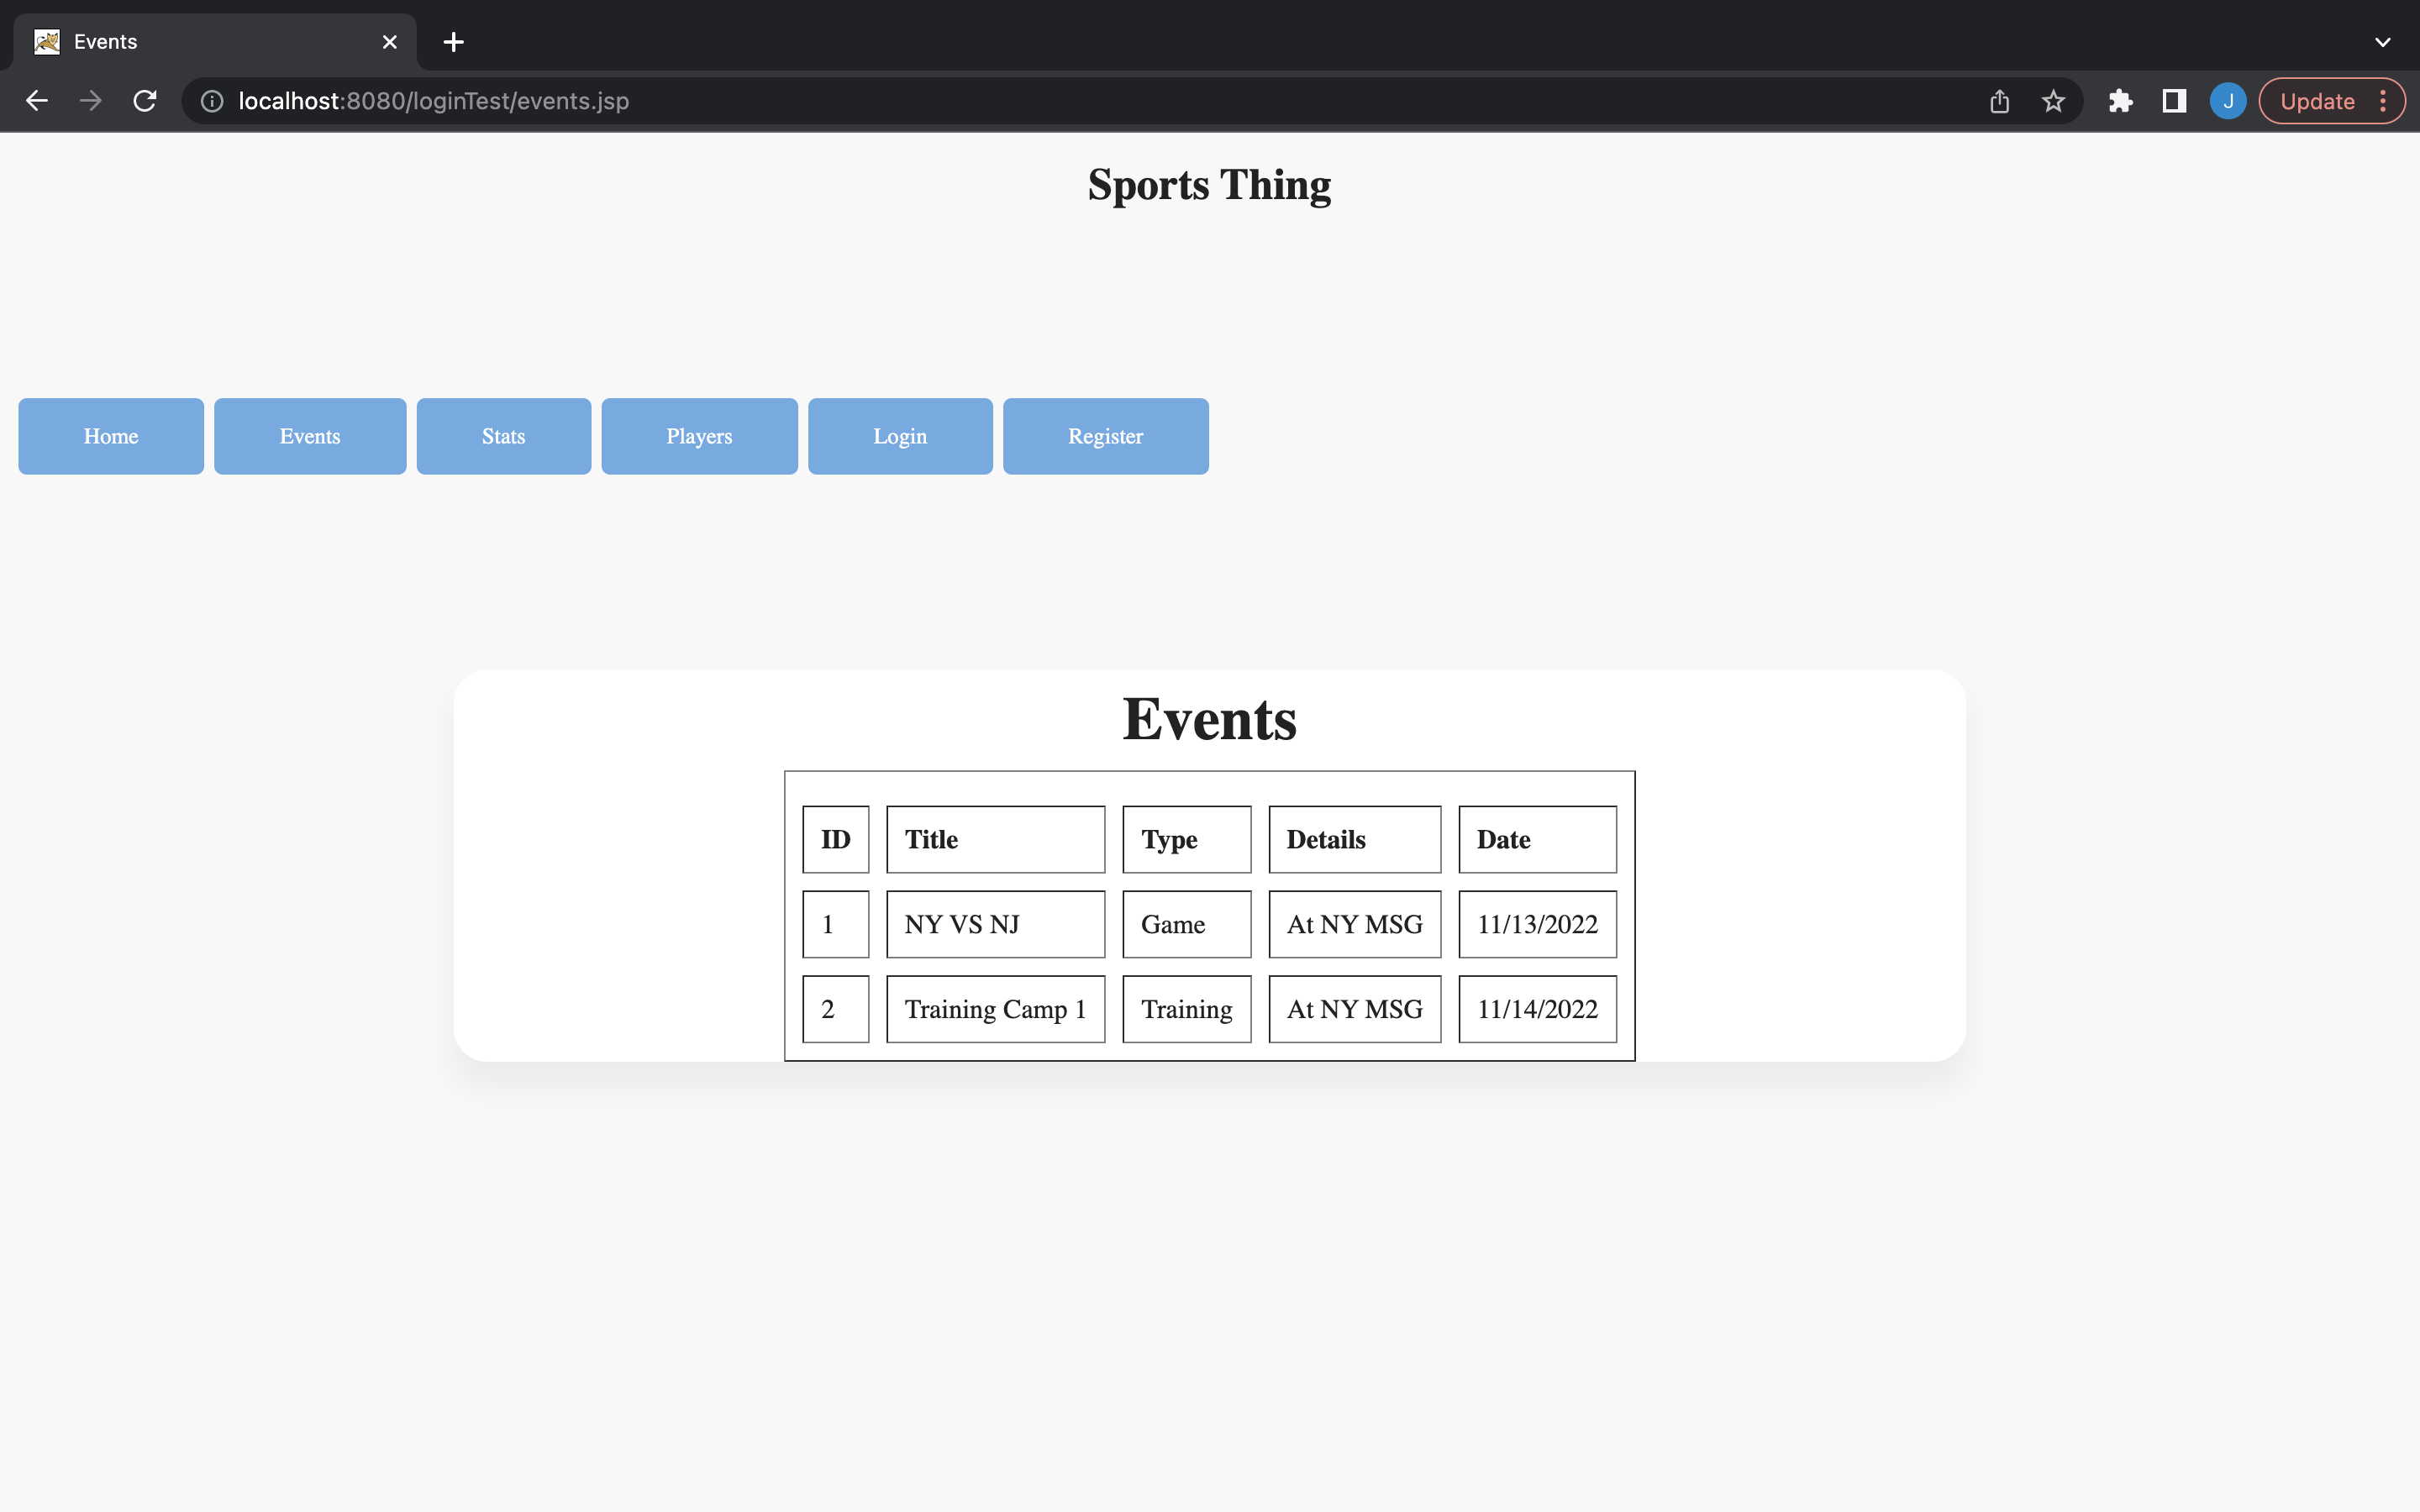 Events
localhost:8080/loginTest/events.jsp
J
Update
Sports Thing
Home Events Stats Players Login Register
Events
ID Title Type Details Date
1 NY VS NJ Game At NY MSG 11/13/2022
2 Training Camp 1 Training At NY MSG 11/14/2022